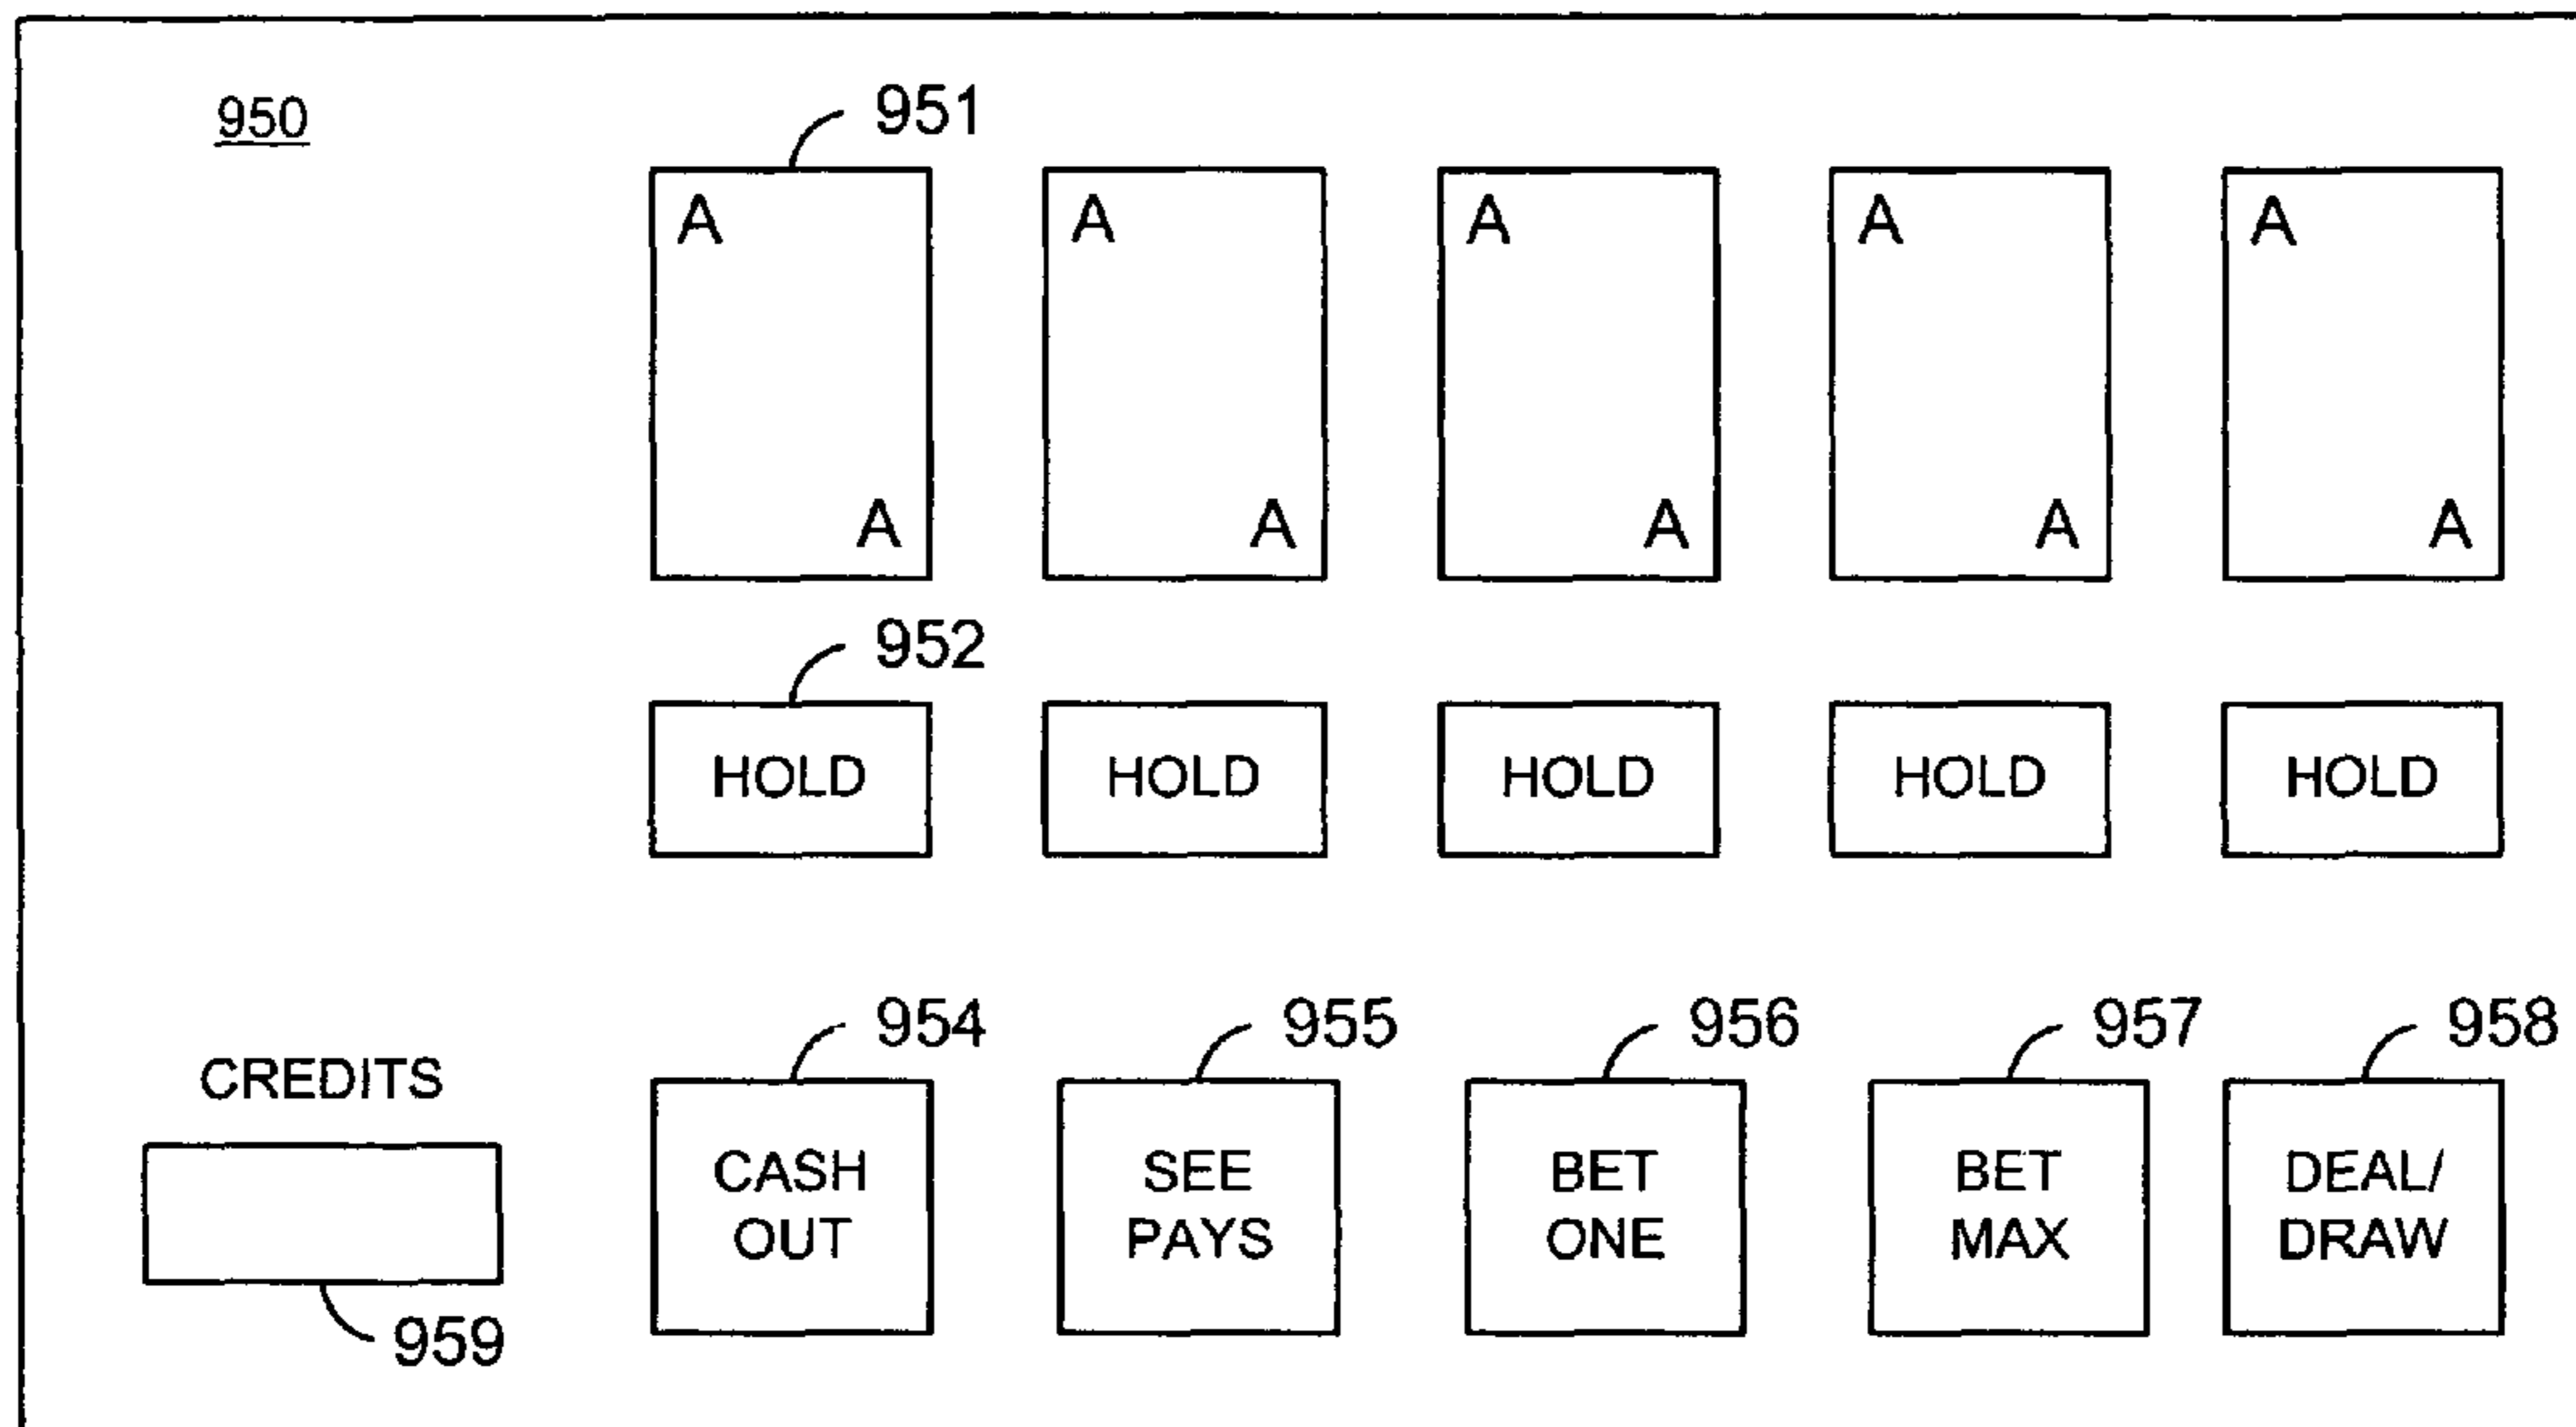 950
951
A A A A A
A A A A A
952
HOLD HOLD HOLD HOLD HOLD
954 955 956 957 958
CREDITS
CASH OUT
SEE PAYS
BET ONE
BET MAX
DEAL/ DRAW
959